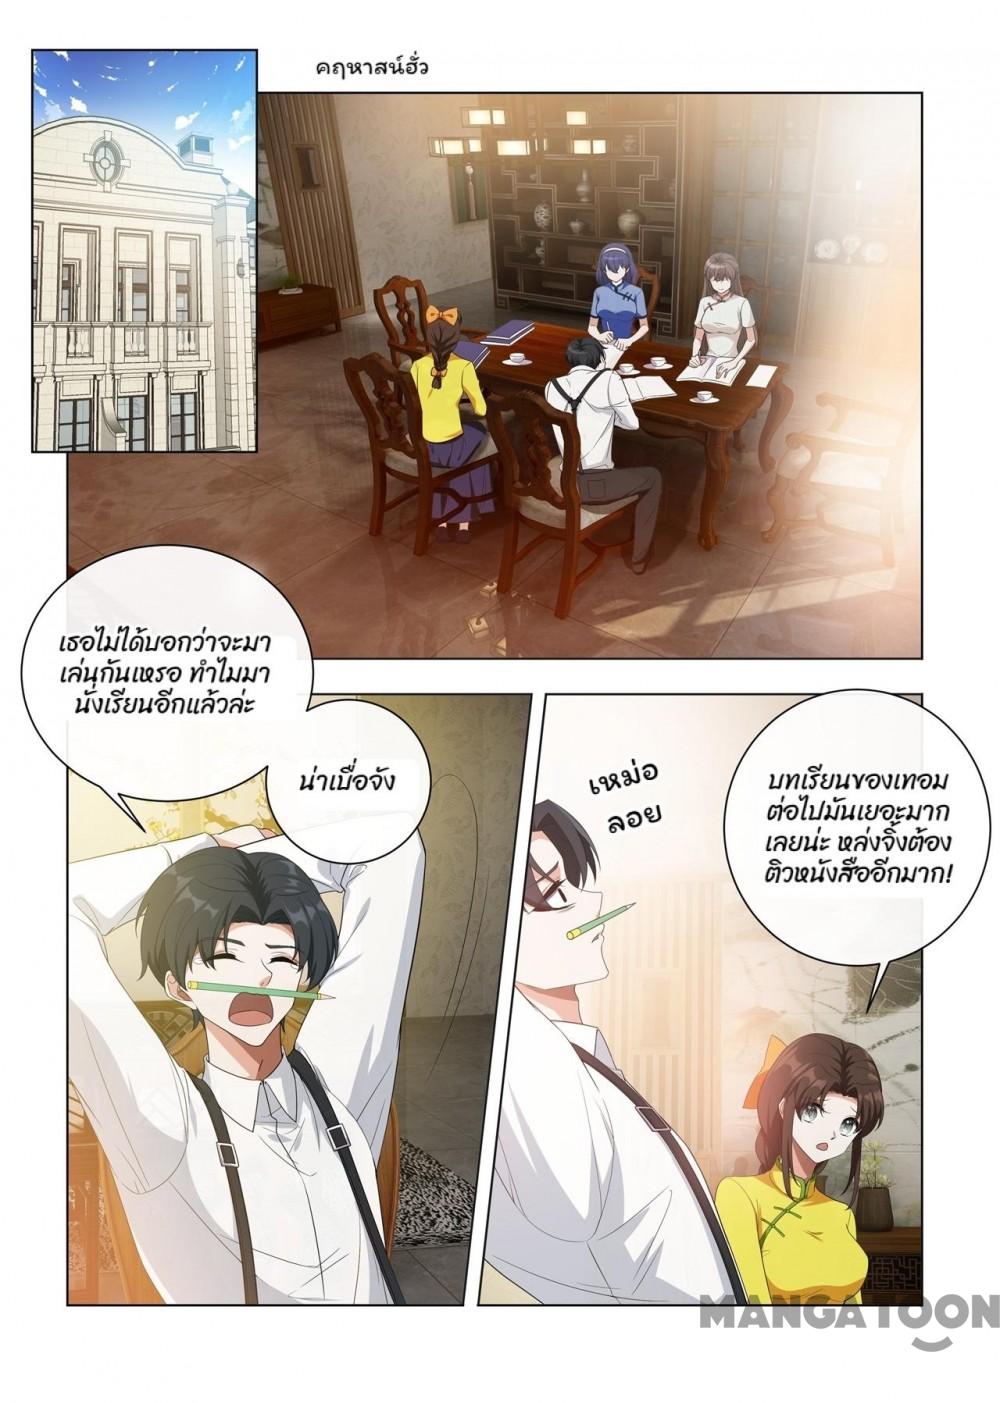 คฤหาสน์ฮั่ว
เธอไม่ได้บอกว่าจะมา
เล่นกันเหรอ ทำไมมา
นั่งเรียนอีกแล้วล่ะ
น่าเบื่อจัง
เหม่อ
ลอย
บทเรียนของเทอม
ต่อไปมันเยอะมาก
เลยน่ะ หล่งจิ้งต้อง
ติวหนังสืออีกมาก!
MANGATOON